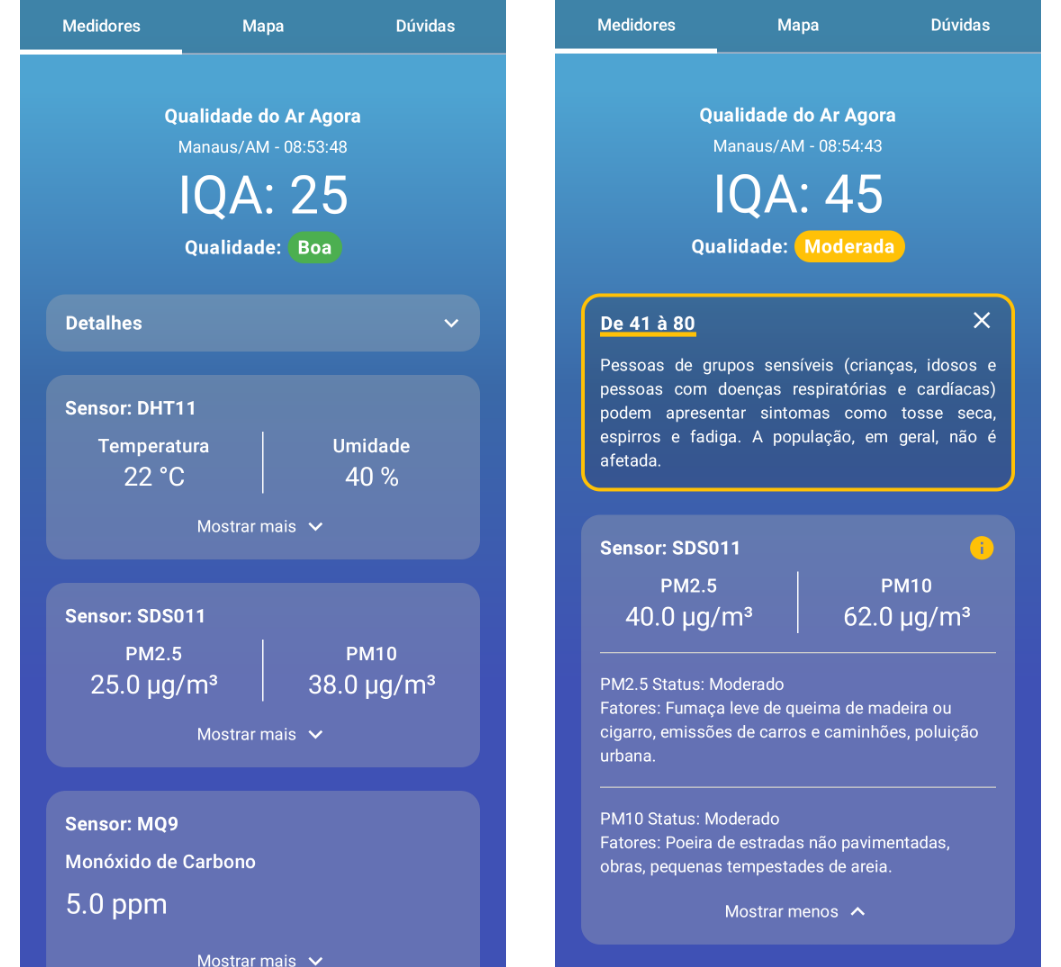 Medidores Mapa Dúvidas
Qualidade do Ar Agora
Manaus/AM - 08:53:48
IQA: 25
Qualidade: Boa
Detalhes
Sensor: DHT11
Temperatura Umidade
22 °C 40 %
Mostrar mais
Sensor: SDS011
PM2.5 PM10
25.0 µg/m³ 38.0 µg/m³
Mostrar mais
Sensor: MQ9
Monóxido de Carbono
5.0 ppm
Mostrar mais
Medidores Mapa Dúvidas
Qualidade do Ar Agora
Manaus/AM - 08:54:43
IQA: 45
Qualidade: Moderada
De 41 à 80
Pessoas de grupos sensíveis (crianças, idosos e
pessoas com doenças respiratórias e cardíacas)
podem apresentar sintomas como tosse seca,
espirros e fadiga. A população, em geral, não é
afetada.
Sensor: SDS011
PM2.5 PM10
40.0 µg/m³ 62.0 µg/m³
PM2.5 Status: Moderado
Fatores: Fumaça leve de queima de madeira ou
cigarro, emissões de carros e caminhões, poluição
urbana.
PM10 Status: Moderado
Fatores: Poeira de estradas não pavimentadas,
obras, pequenas tempestades de areia.
Mostrar menos